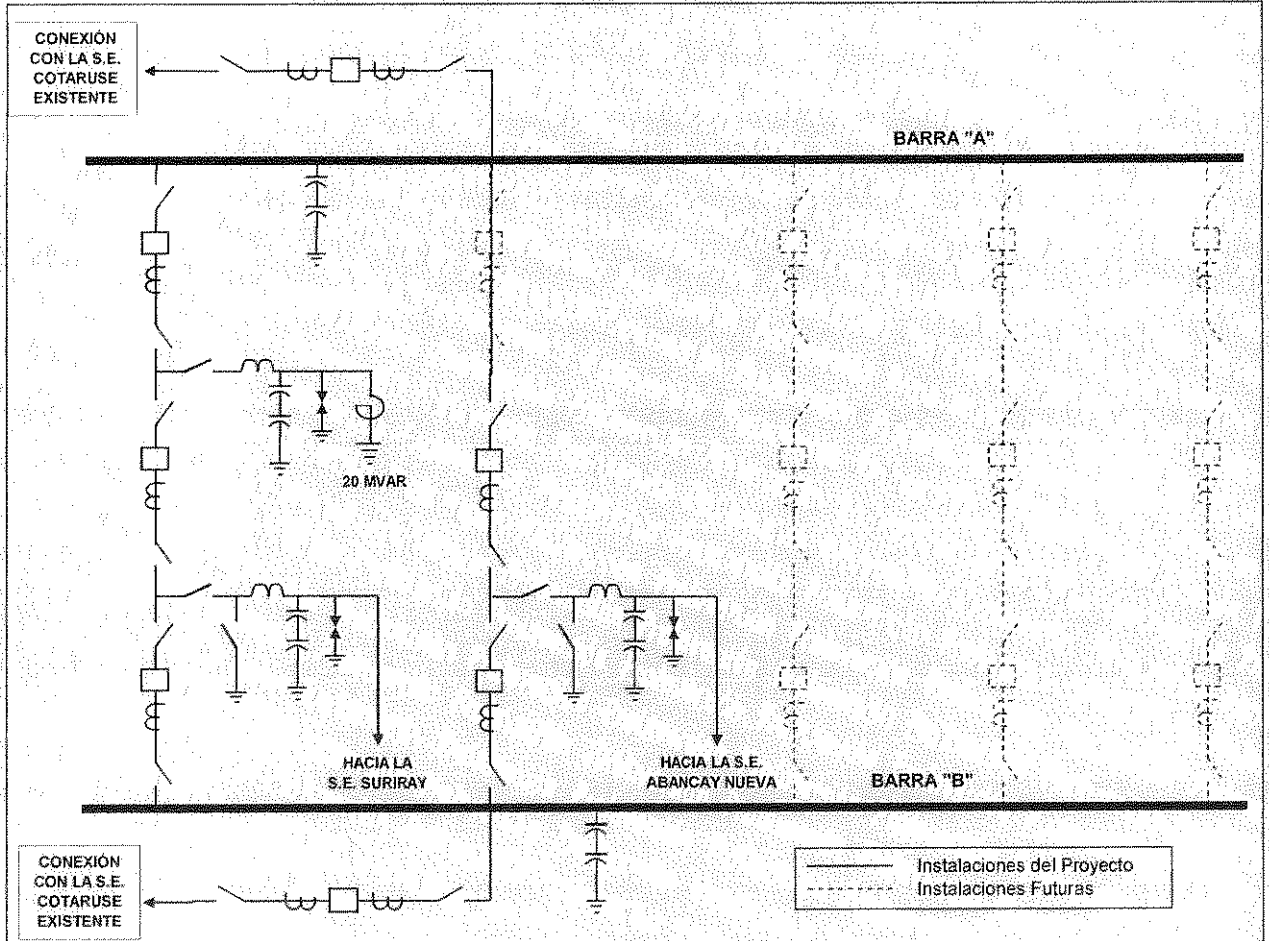 CONEXIÓN
CON LA S.E.
COTARUSE
EXISTENTE
BARRA "A"
20 MVAR
HACIA LA
S.E. SURIRAY
HACIA LA S.E.
ABANCAY NUEVA
BARRA "B"
CONEXIÓN
CON LA S.E.
COTARUSE
EXISTENTE
Instalaciones del Proyecto
Instalaciones Futuras